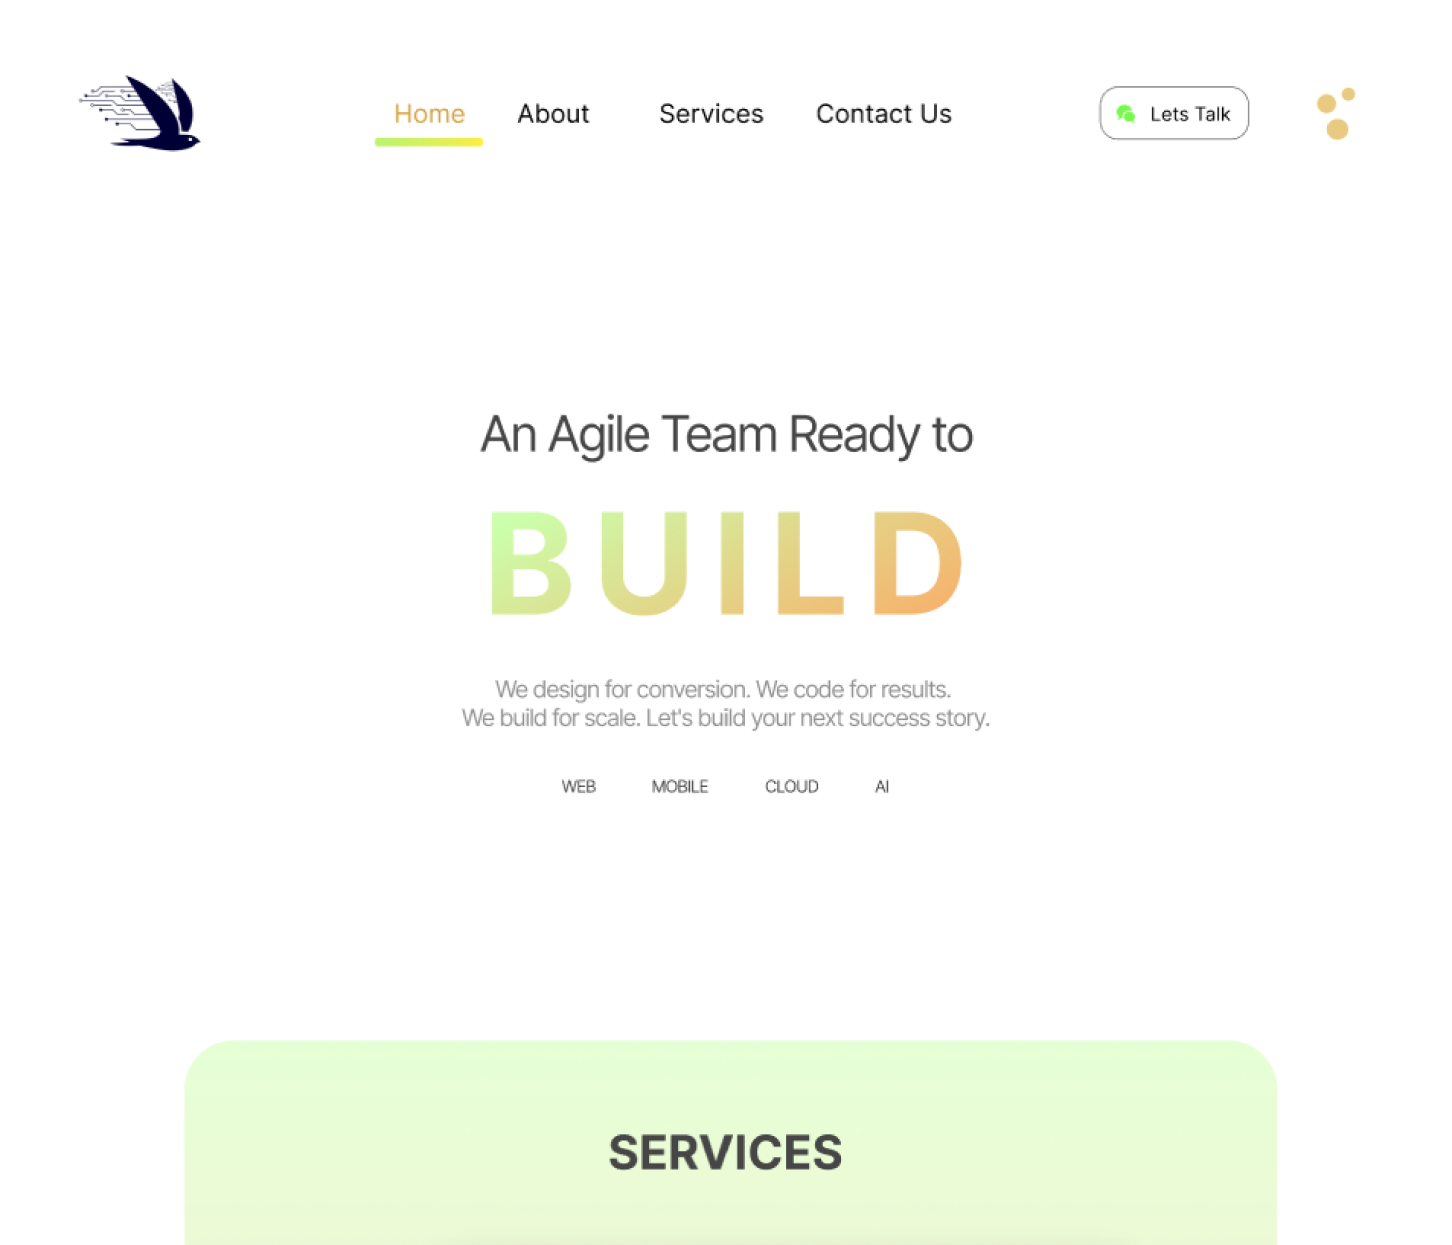 Home About Services Contact Us Lets Talk
An Agile Team Ready to
BUILD
We design for conversion. We code for results.
We build for scale. Let's build your next success story.
WEB MOBILE CLOUD AI
SERVICES